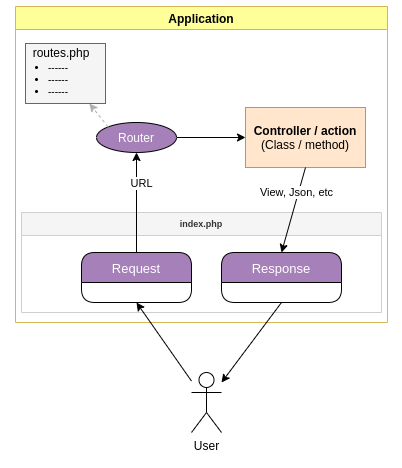 Application
routes.php
• ------
• ------
• ------
Router
Controller / action
(Class / method)
URL
View, Json, etc
index.php
Request
Response
User